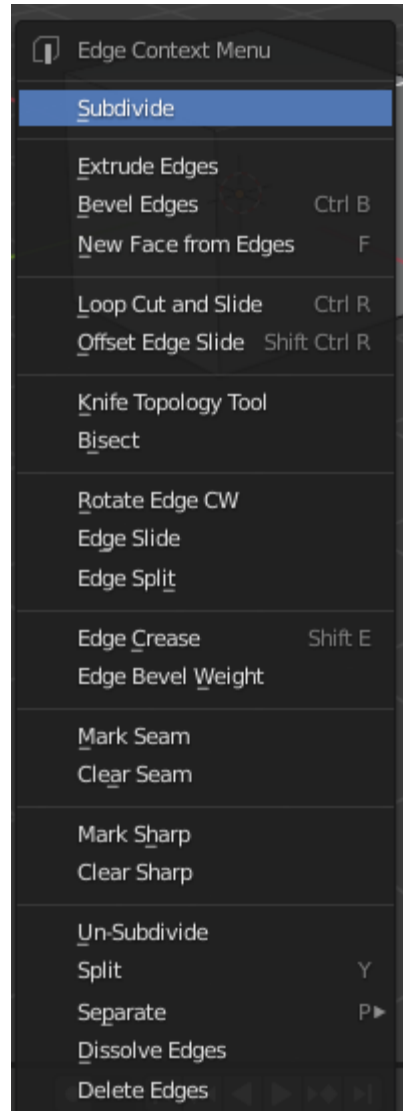 Edge Context Menu
Subdivide
Extrude Edges
Bevel Edges Ctrl B
New Face from Edges F
Loop Cut and Slide Ctrl R
Offset Edge Slide Shift Ctrl R
Knife Topology Tool
Bisect
Rotate Edge CW
Edge Slide
Edge Split
Edge Crease Shift E
Edge Bevel Weight
Mark Seam
Clear Seam
Mark Sharp
Clear Sharp
Un-Subdivide
Split Y
Separate P
Dissolve Edges
Delete Edges